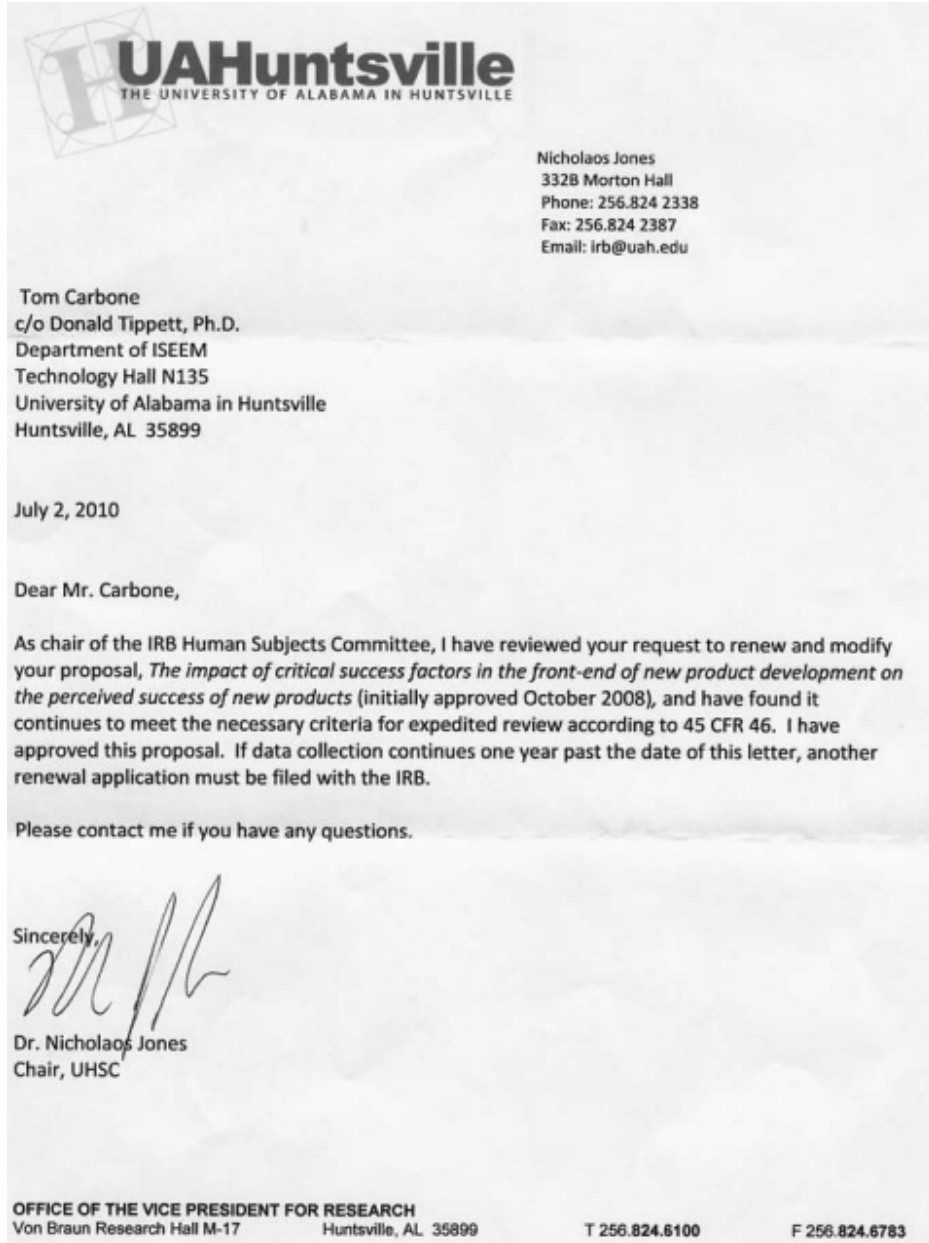 UAHuntsville
THE UNIVERSITY OF ALABAMA IN HUNTSVILLE
Nicholaos Jones
332B Morton Hall
Phone: 256.824 2338
Fax: 256.824 2387
Email: irb@uah.edu
Tom Carbone
c/o Donald Tippett, Ph.D.
Department of ISEEM
Technology Hall N135
University of Alabama in Huntsville
Huntsville, AL 35899
July 2, 2010
Dear Mr. Carbone,
As chair of the IRB Human Subjects Committee, I have reviewed your request to renew and modify
your proposal, The impact of critical success factors in the front-end of new product development on
the perceived success of new products (initially approved October 2008), and have found it
continues to meet the necessary criteria for expedited review according to 45 CFR 46. I have
approved this proposal. If data collection continues one year past the date of this letter, another
renewal application must be filed with the IRB.
Please contact me if you have any questions.
Sincerely,
Dr. Nicholaos Jones
Chair, UHSC
OFFICE OF THE VICE PRESIDENT FOR RESEARCH
Von Braun Research Hall M-17 Huntsville, AL 35899 T 256.824.6100 F 256.824.6783